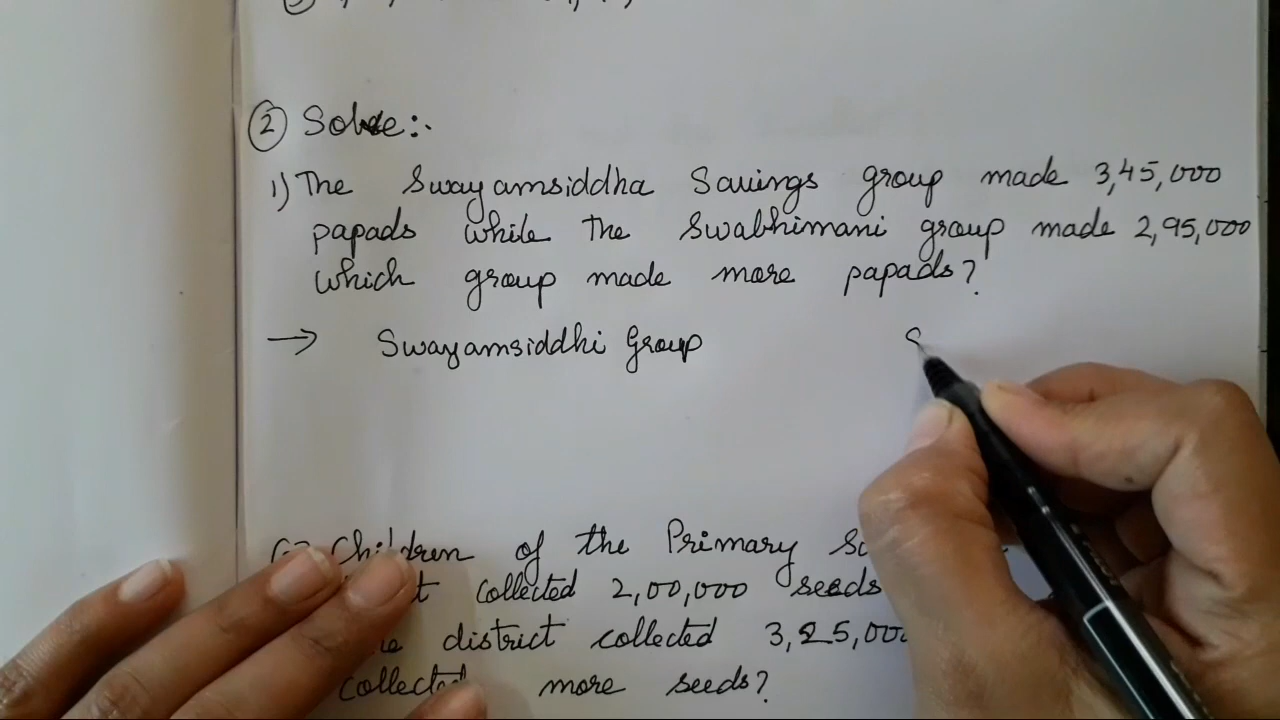 ② Solve:-
1) The Swayamsiddha Savings group made 3,45,000
papads while the Swabhimani group made 2,95,000
which group made more papads?
→ Swayamsiddhi Group S
Children of the Primary
collected 2,00,000 seeds
district collected 3,25,000
collected more seeds?